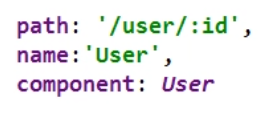 path: '/user/:id',
name:'User',
component: User